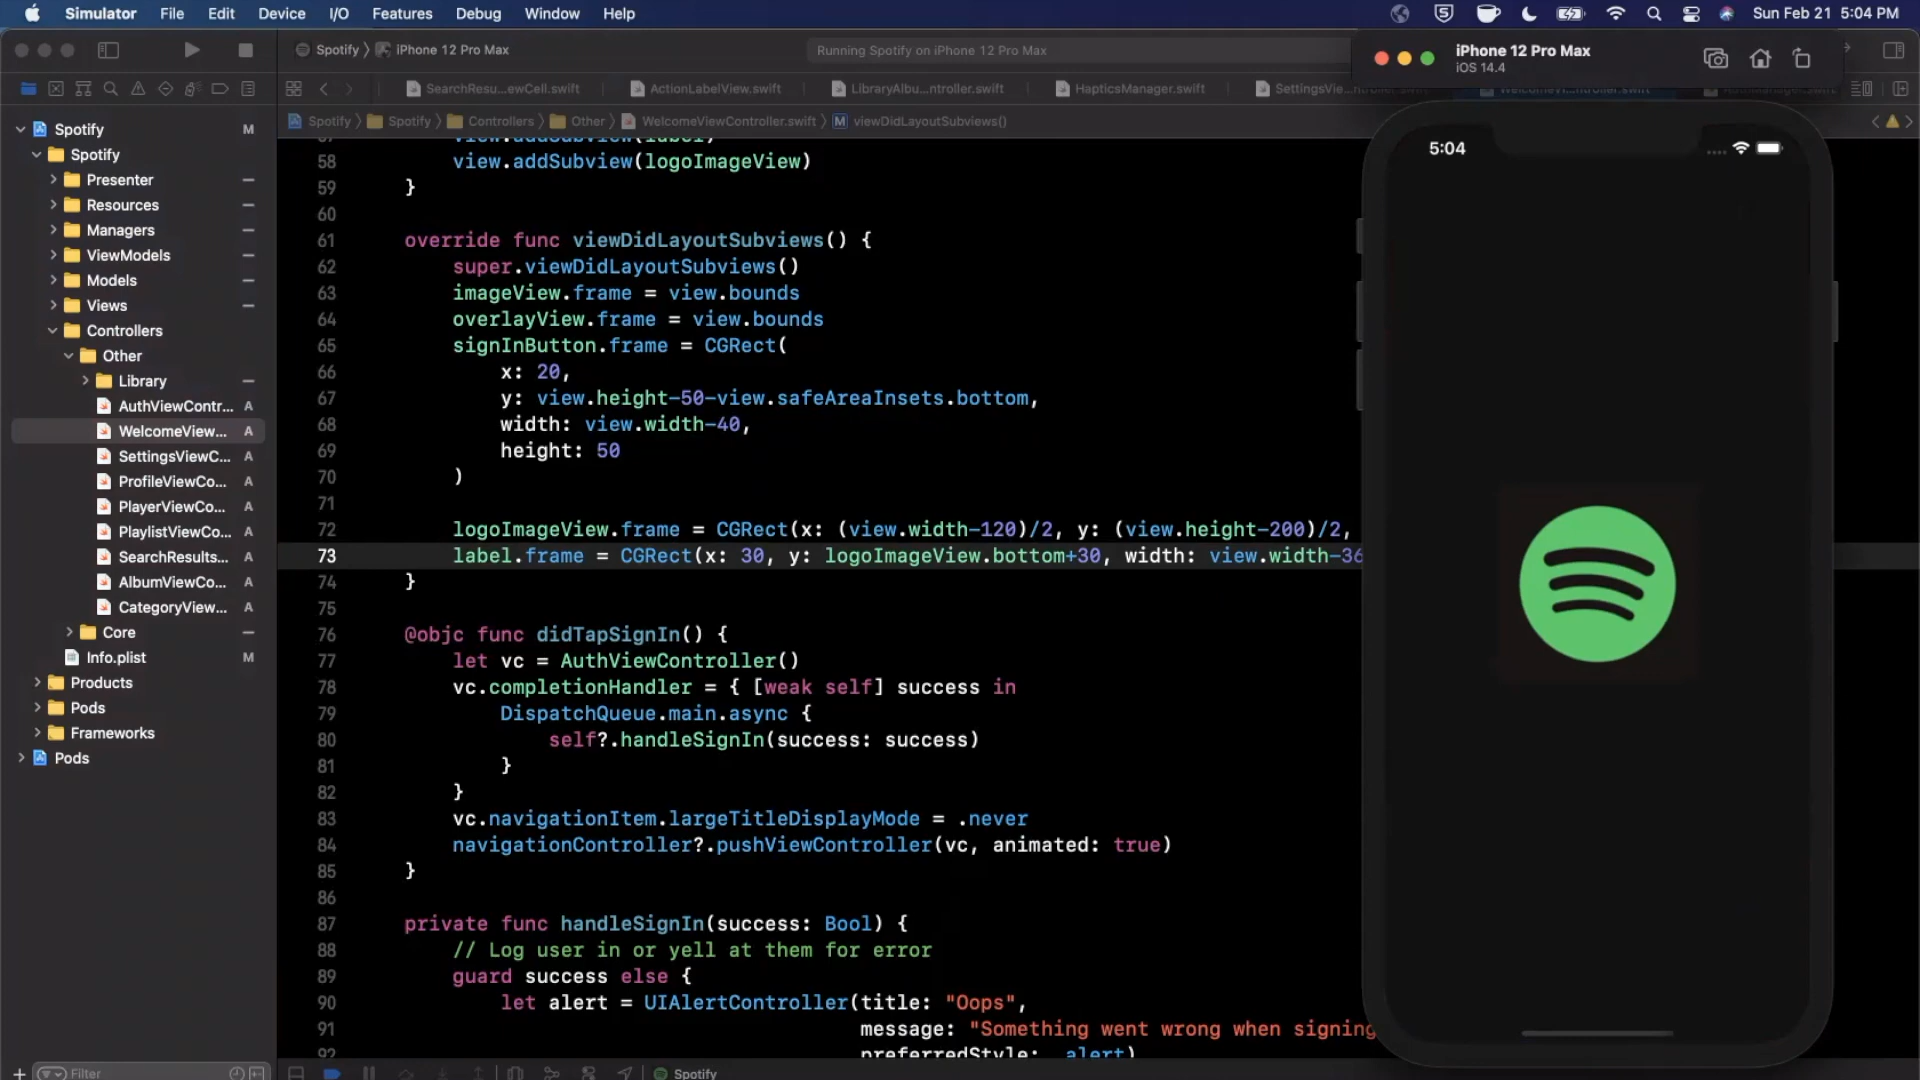 Simulator File Edit Device I/O Features Debug Window Help Sun Feb 21 5:04 PM
Spotify iPhone 12 Pro Max Running Spotify on iPhone 12 Pro Max
iPhone 12 Pro Max
iOS 14.4
SearchResu...ewCell.swift ActionLabelView.swift LibraryAlbu...ntroller.swift HapticsManager.swift
Spotify Spotify Controllers Other WelcomeViewController.swift M viewDidLayoutSubviews()
Spotify M
Spotify
Presenter
Resources
Managers
ViewModels
Models
Views
Controllers
Other
Library
AuthViewContr... A
WelcomeView... A
SettingsViewC... A
ProfileViewCo... A
PlayerViewCo... A
PlaylistViewCo... A
SearchResults... A
AlbumViewCo... A
CategoryView... A
Core
Info.plist M
Products
Pods
Frameworks
Pods
Filter
58 view.addSubview(logoImageView)
59 }
60
61 override func viewDidLayoutSubviews() {
62 super.viewDidLayoutSubviews()
63 imageView.frame = view.bounds
64 overlayView.frame = view.bounds
65 signInButton.frame = CGRect(
66 x: 20,
67 y: view.height-50-view.safeAreaInsets.bottom,
68 width: view.width-40,
69 height: 50
70 )
71
72 logoImageView.frame = CGRect(x: (view.width-120)/2, y: (view.height-200)/2,
73 label.frame = CGRect(x: 30, y: logoImageView.bottom+30, width: view.width-36
74 }
75
76 @objc func didTapSignIn() {
77 let vc = AuthViewController()
78 vc.completionHandler = { [weak self] success in
79 DispatchQueue.main.async {
80 self?.handleSignIn(success: success)
81 }
82 }
83 vc.navigationItem.largeTitleDisplayMode = .never
84 navigationController?.pushViewController(vc, animated: true)
85 }
86
87 private func handleSignIn(success: Bool) {
88 // Log user in or yell at them for error
89 guard success else {
90 let alert = UIAlertController(title: "Oops",
91 message: "Something went wrong when signing
92 preferredStyle: .alert)
Spotify
5:04